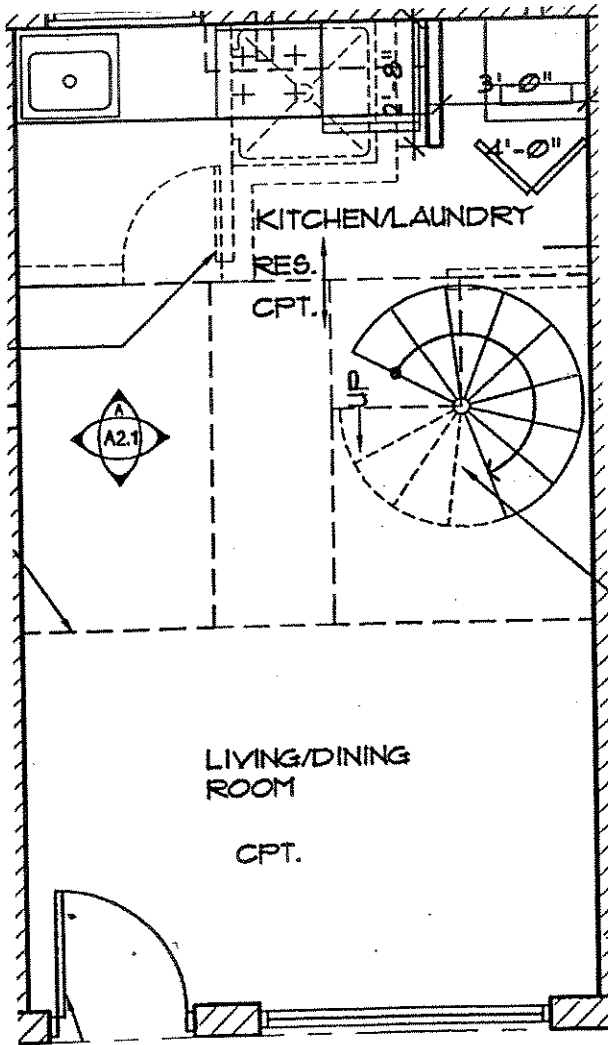 2'-8"
3'-0"
4'-0"
KITCHEN/LAUNDRY
RES.
CPT.
UP
A
A2.1
LIVING/DINING
ROOM
CPT.